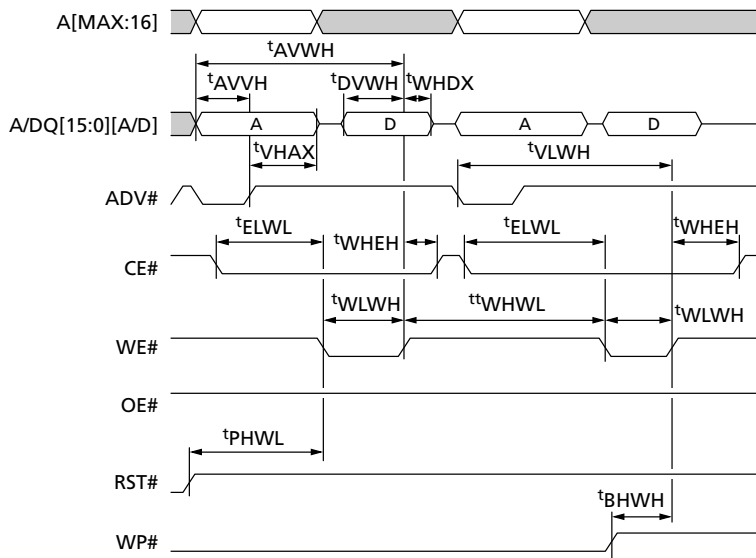 A[MAX:16]
tAVWH
tAVVH
tDVWH
tWHDX
A/DQ[15:0][A/D]
A
D
A
D
tVHAX
tVLWH
ADV#
tELWL
tWHEH
tELWL
tWHEH
CE#
tWLWH
ttWHWL
tWLWH
WE#
OE#
tPHWL
RST#
tBHWH
WP#